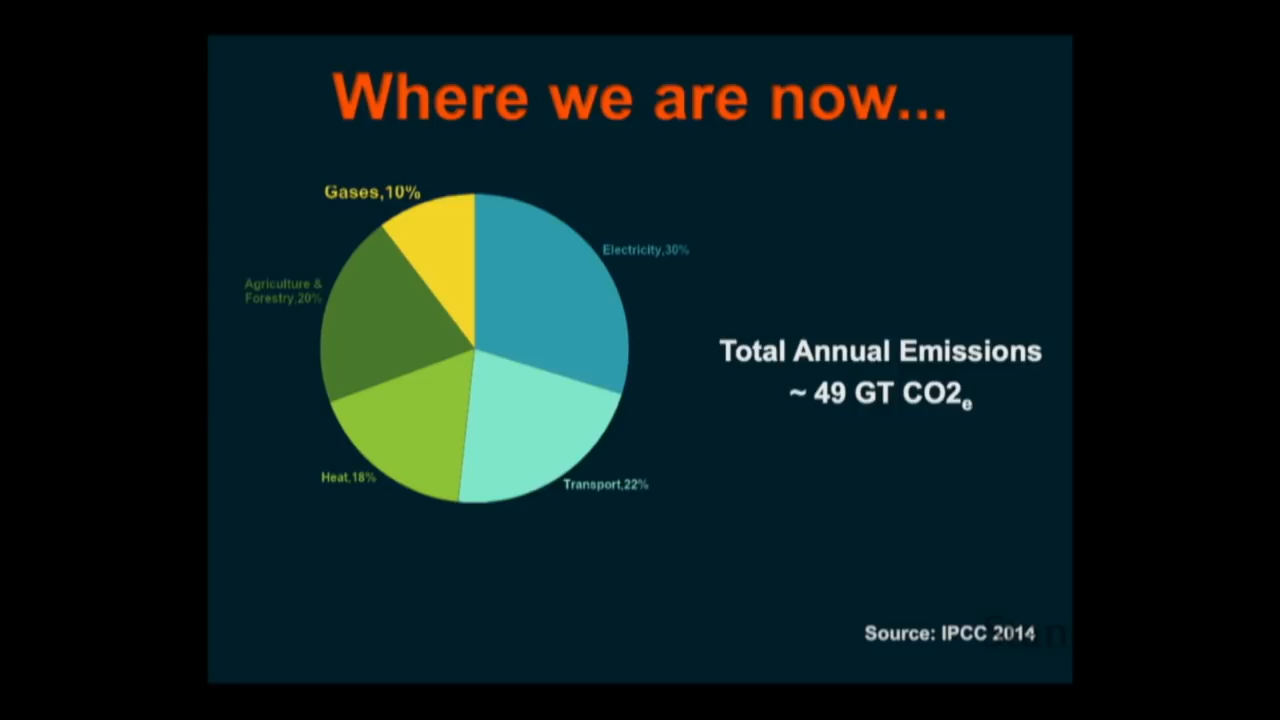 Where we are now...
Gases,10%
Electricity,30%
Agriculture &
Forestry,20%
Total Annual Emissions
~ 49 GT CO2e
Heat,18%
Transport,22%
Source: IPCC 2014